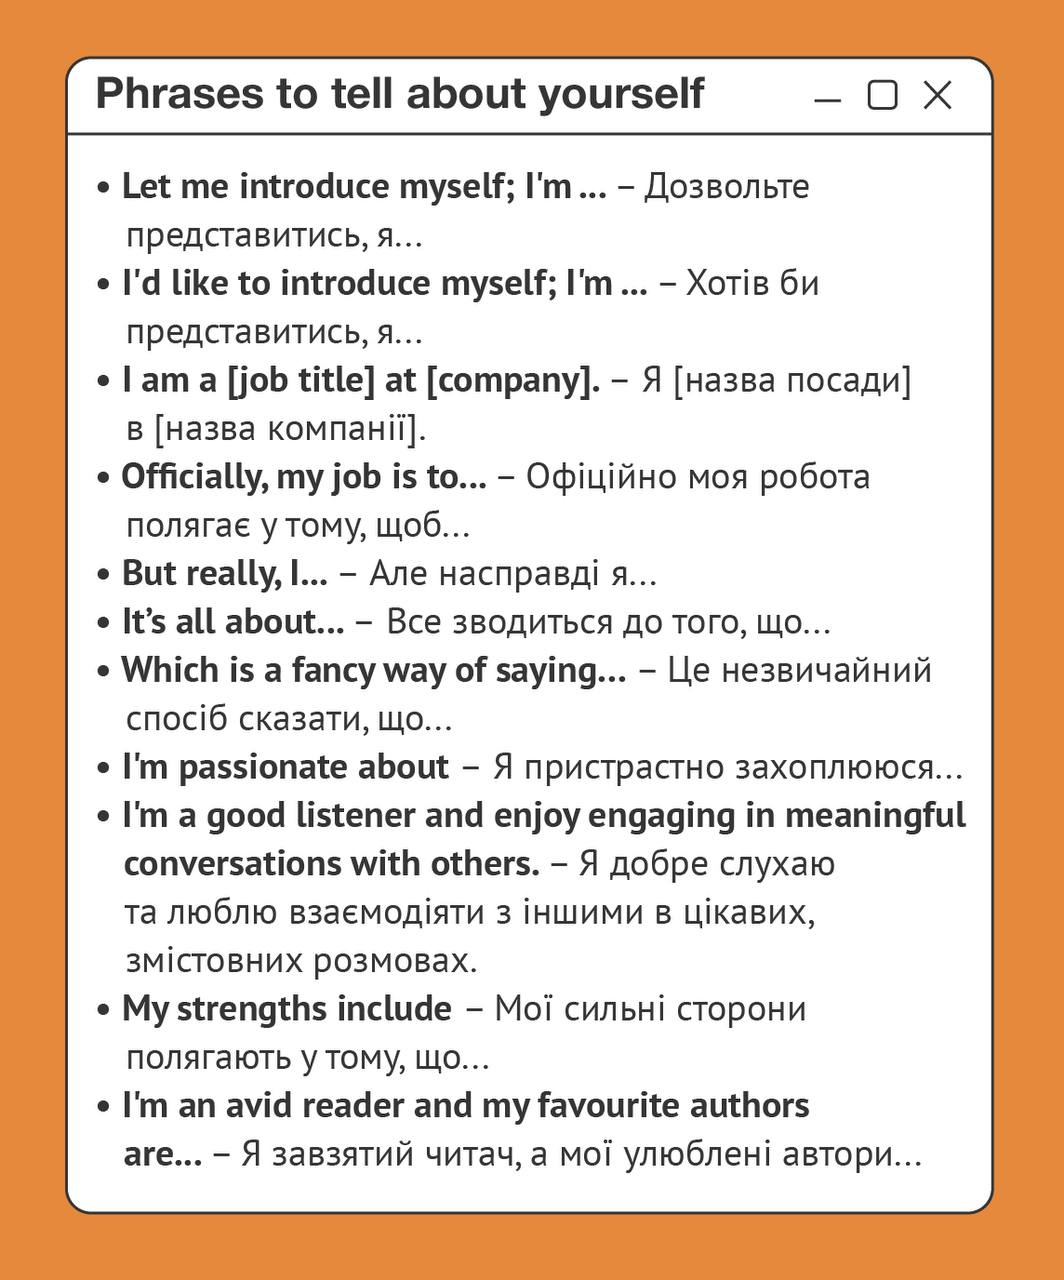 Phrases to tell about yourself
• Let me introduce myself; I'm ... – Дозвольте
представитись, я...
• I'd like to introduce myself; I'm ... – Хотів би
представитись, я...
• I am a [job title] at [company]. – Я [назва посади]
в [назва компанії].
• Officially, my job is to... – Офіційно моя робота
полягає у тому, щоб...
• But really, I... – Але насправді я...
• It’s all about... – Все зводиться до того, що...
• Which is a fancy way of saying... – Це незвичайний
спосіб сказати, що...
• I'm passionate about – Я пристрастно захоплююся...
• I'm a good listener and enjoy engaging in meaningful
conversations with others. – Я добре слухаю
та люблю взаємодіяти з іншими в цікавих,
змістовних розмовах.
• My strengths include – Мої сильні сторони
полягають у тому, що...
• I'm an avid reader and my favourite authors
are... – Я завзятий читач, а мої улюблені автори...